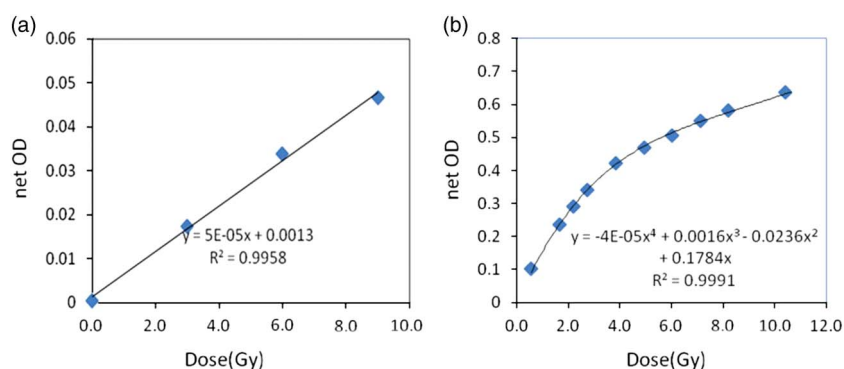 (a)
0.06
0.05
0.04
0.03
0.02
0.01
0
net OD
y = 5E-05x + 0.0013
R² = 0.9958
0.0 2.0 4.0 6.0 8.0 10.0
Dose(Gy)
(b)
0.8
0.7
0.6
0.5
0.4
0.3
0.2
0.1
0
net OD
y = -4E-05x⁴ + 0.0016x³ - 0.0236x²
+ 0.1784x
R² = 0.9991
0.0 2.0 4.0 6.0 8.0 10.0 12.0
Dose(Gy)